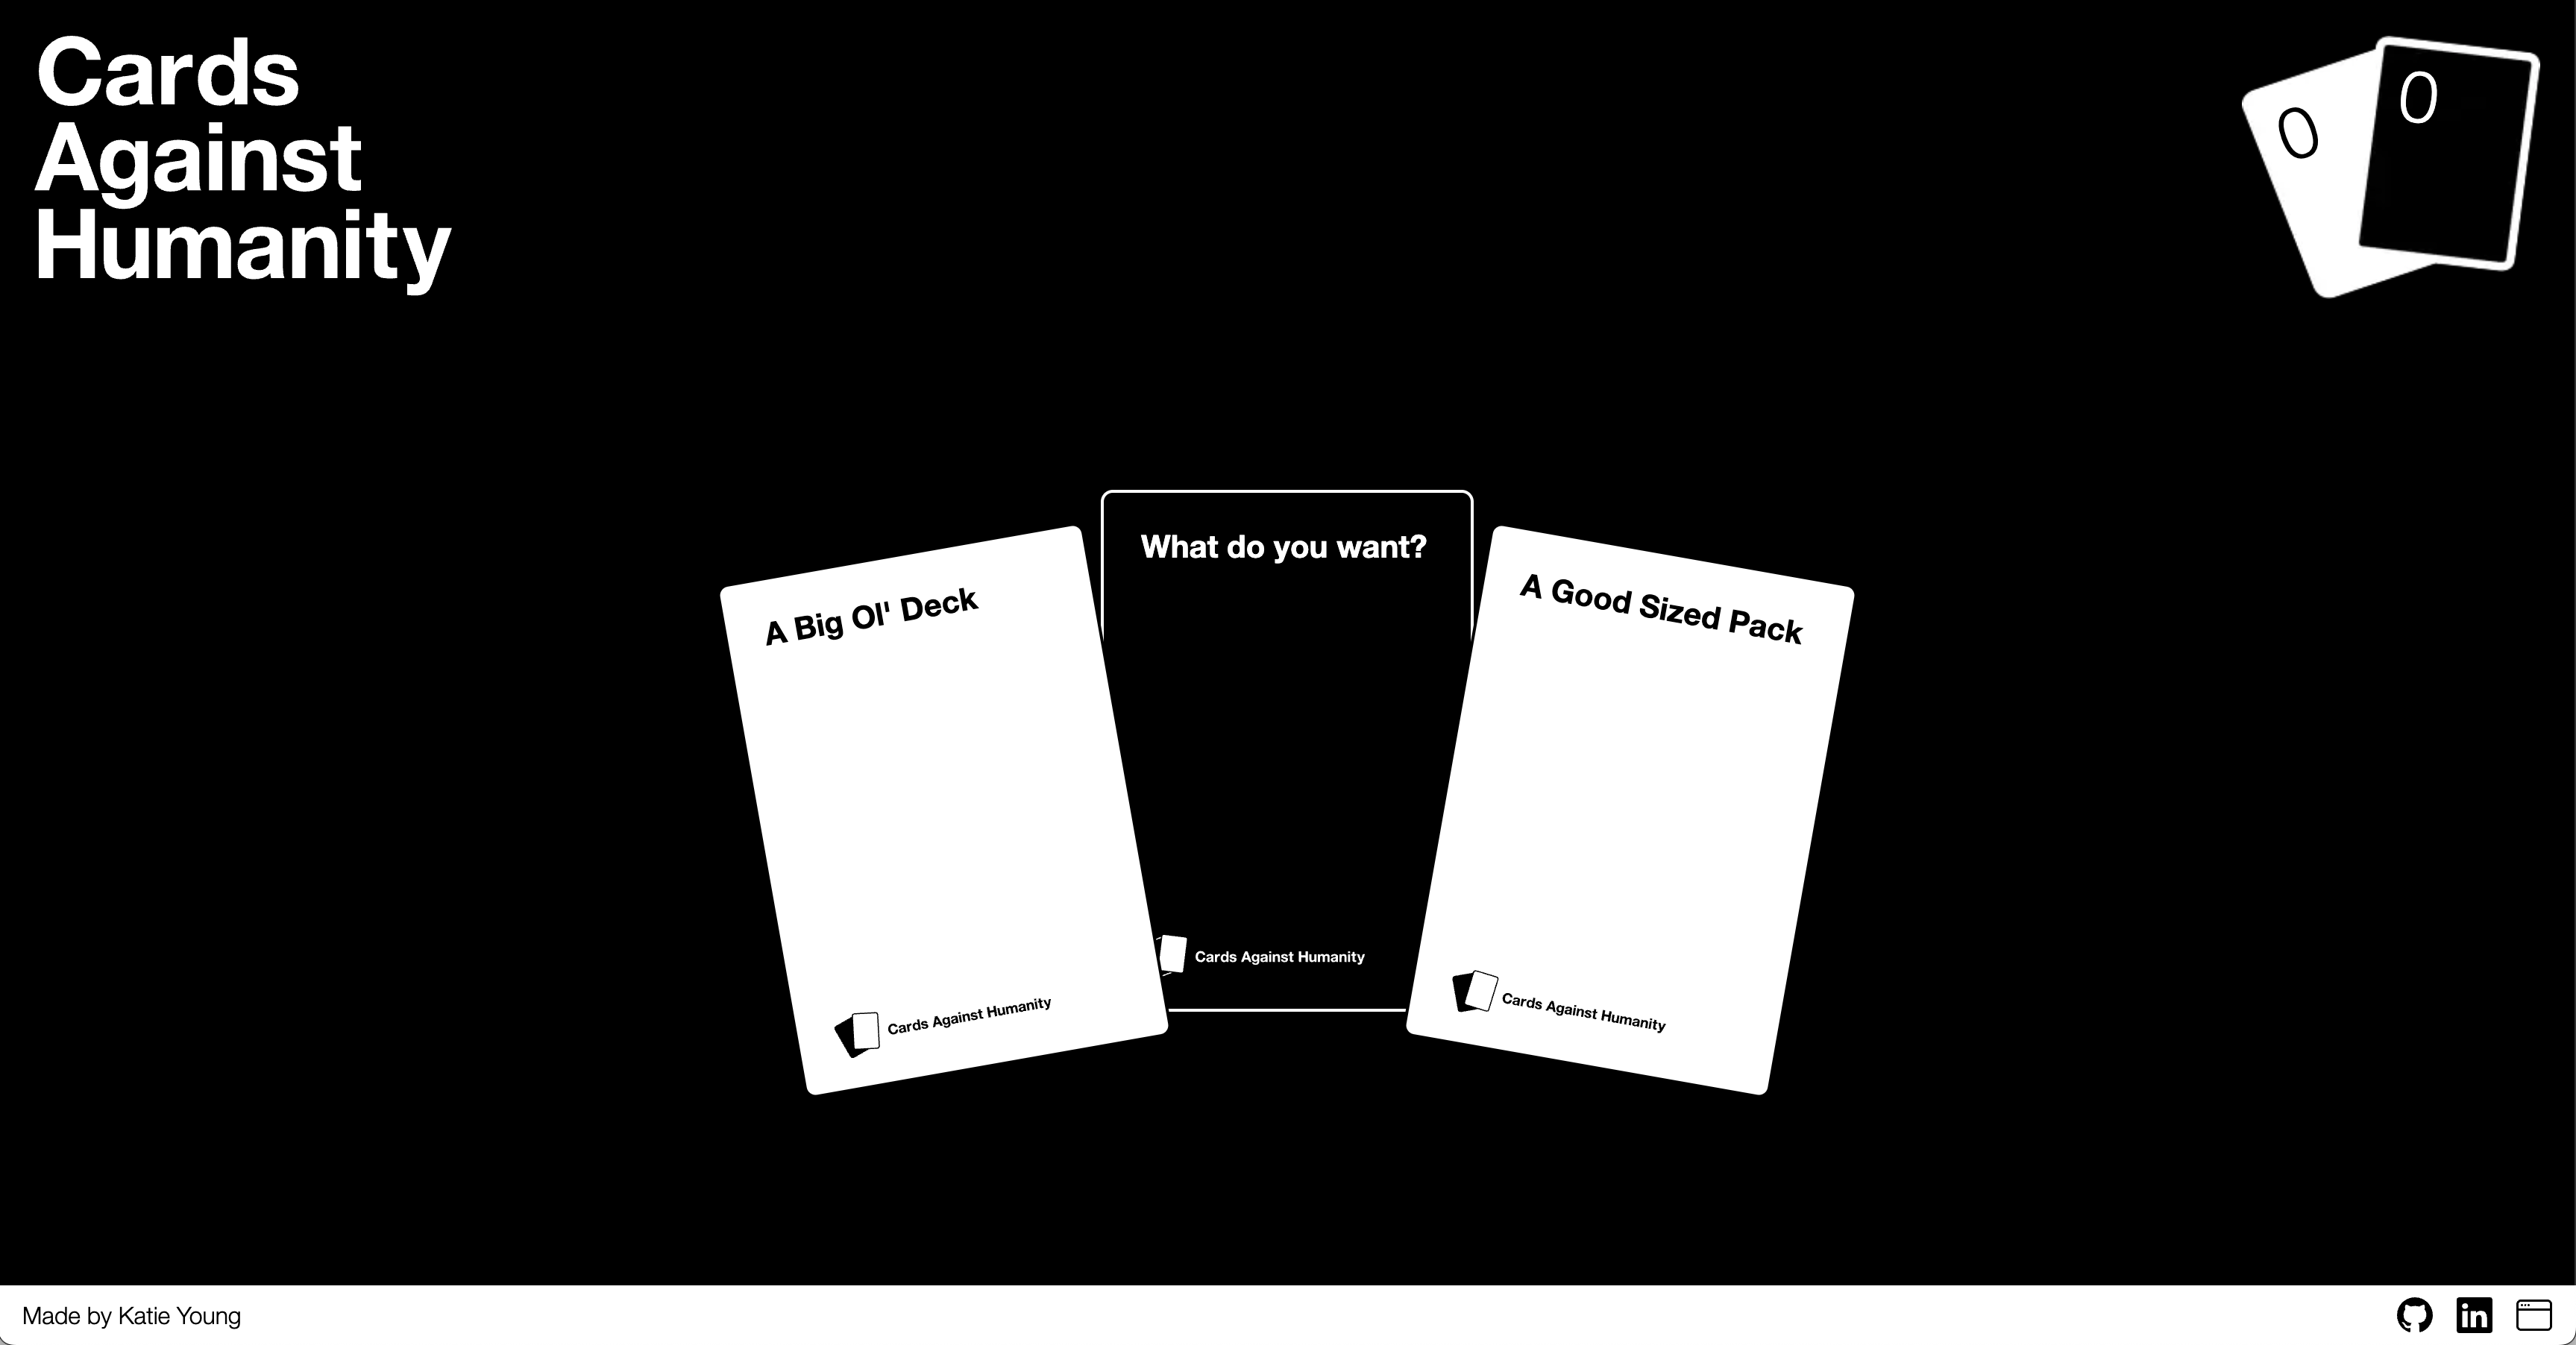 Cards
Against
Humanity
0
0
What do you want?
A Big Ol' Deck
A Good Sized Pack
Cards Against Humanity
Cards Against Humanity
Cards Against Humanity
Made by Katie Young
in